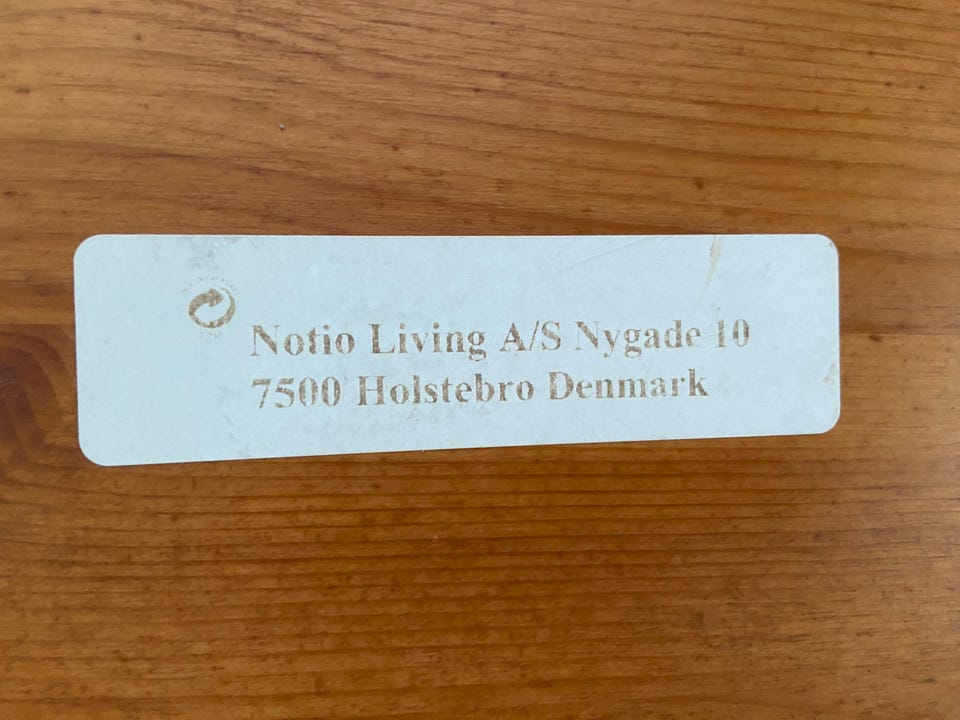 Notio Living A/S Nygade 10
7500 Holstebro Denmark